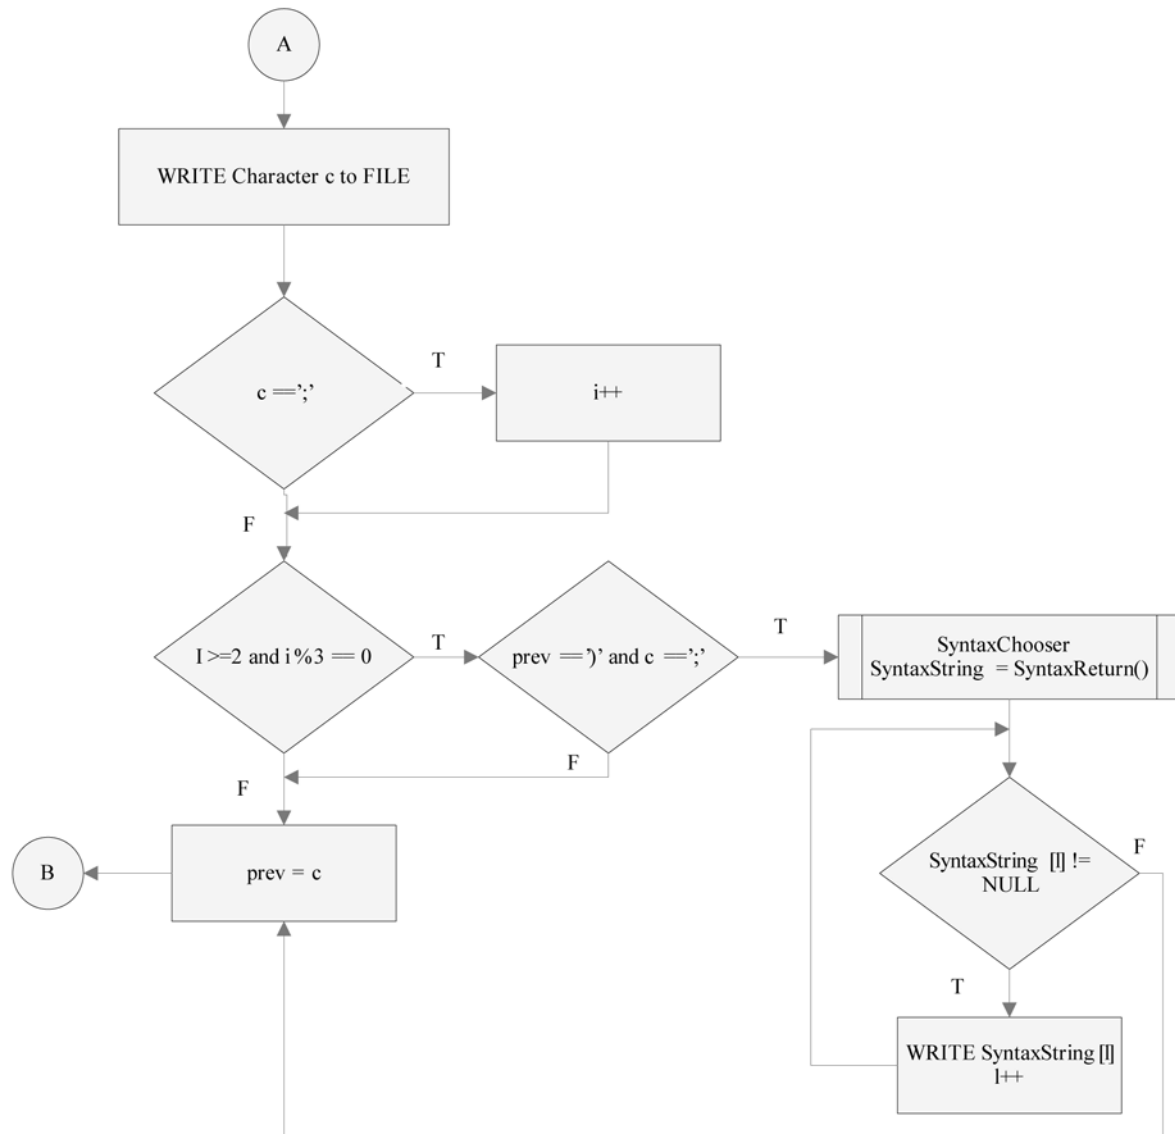 A
WRITE Character c to FILE
c ==';'
T
i++
F
I >=2 and i%3 == 0
T
prev ==')' and c ==';'
T
SyntaxChooser
SyntaxString = SyntaxReturn()
F
F
prev = c
B
SyntaxString [l] !=
NULL
F
T
WRITE SyntaxString [l]
l++